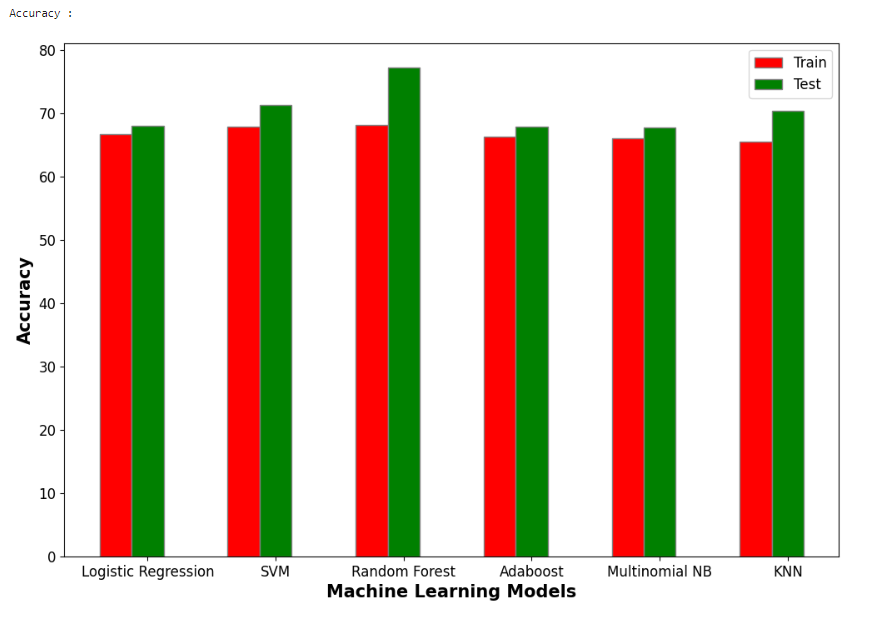 Accuracy :
80
70
60
50
40
30
20
10
0
Accuracy
Train
Test
Logistic Regression SVM Random Forest Adaboost Multinomial NB KNN
Machine Learning Models